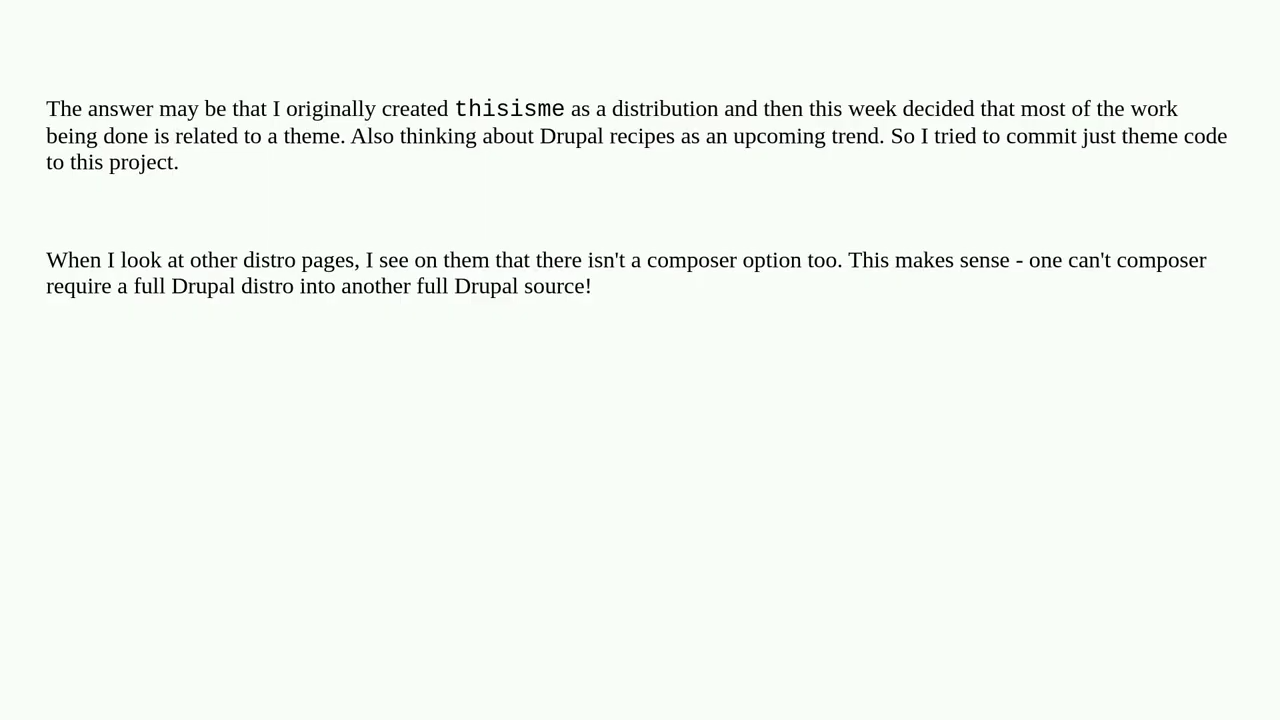 The answer may be that I originally created thisisme as a distribution and then this week decided that most of the work
being done is related to a theme. Also thinking about Drupal recipes as an upcoming trend. So I tried to commit just theme code
to this project.
When I look at other distro pages, I see on them that there isn't a composer option too. This makes sense - one can't composer
require a full Drupal distro into another full Drupal source!